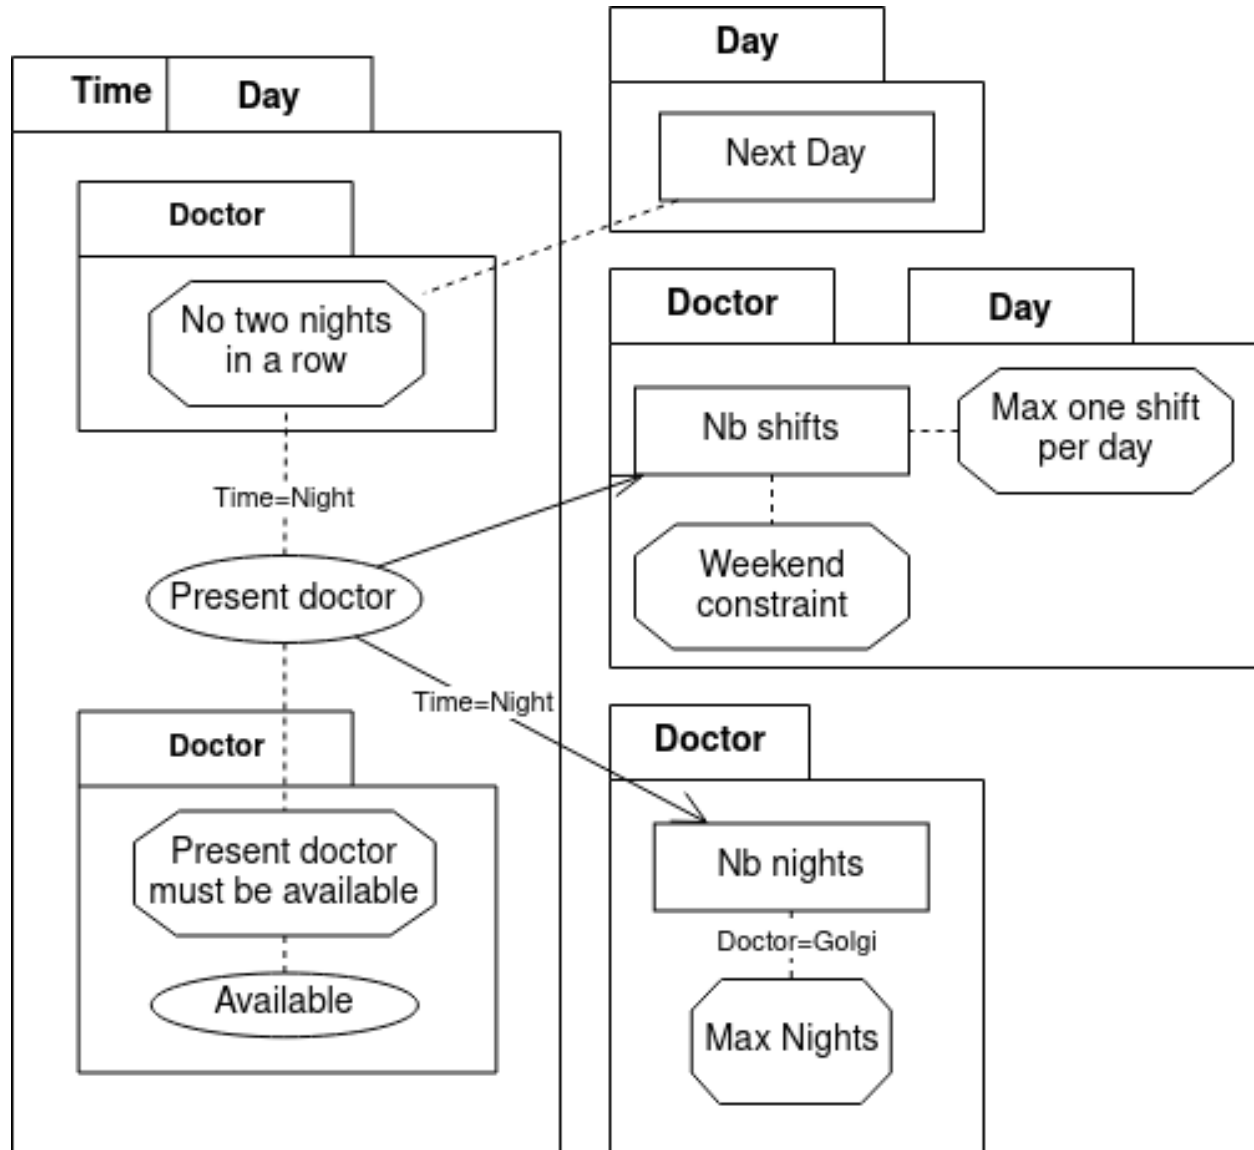 Time
Day
Doctor
No two nights
in a row
Time=Night
Present doctor
Time=Night
Doctor
Present doctor
must be available
Available
Day
Next Day
Doctor
Day
Nb shifts
Max one shift
per day
Weekend
constraint
Doctor
Nb nights
Doctor=Golgi
Max Nights